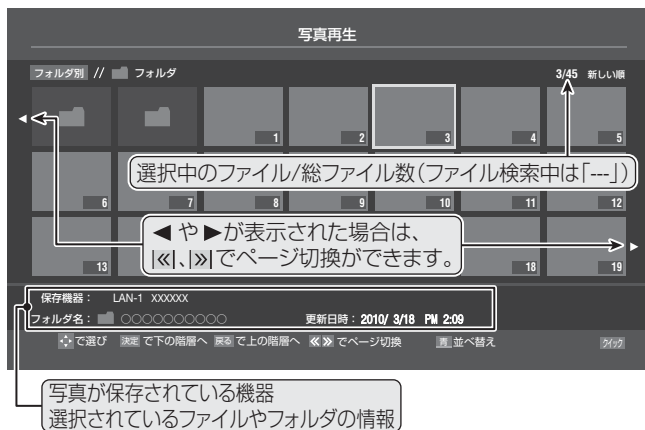 写真再生
フォルダ別 // フォルダ 3/45 新しい順
1 2 3 4 5
選択中のファイル/総ファイル数(ファイル検索中は「---」)
6 7 8 9 10 11 12
◀ や ▶が表示された場合は、
|≪|、|≫|でページ切換ができます。
13 18 19
保存機器： LAN-1 XXXXXX
フォルダ名： ○○○○○○○○○○ 更新日時：2010/ 3/18 PM 2:09
で選び 決定 で下の階層へ 戻る で上の階層へ ≪≫ でページ切換 青 並べ替え クイック
写真が保存されている機器
選択されているファイルやフォルダの情報